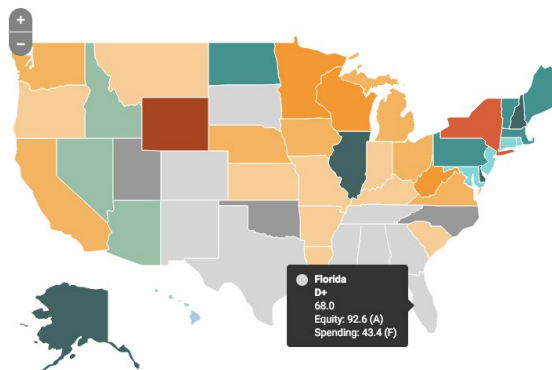 +
−
Florida
D+
68.0
Equity: 92.6 (A)
Spending: 43.4 (F)